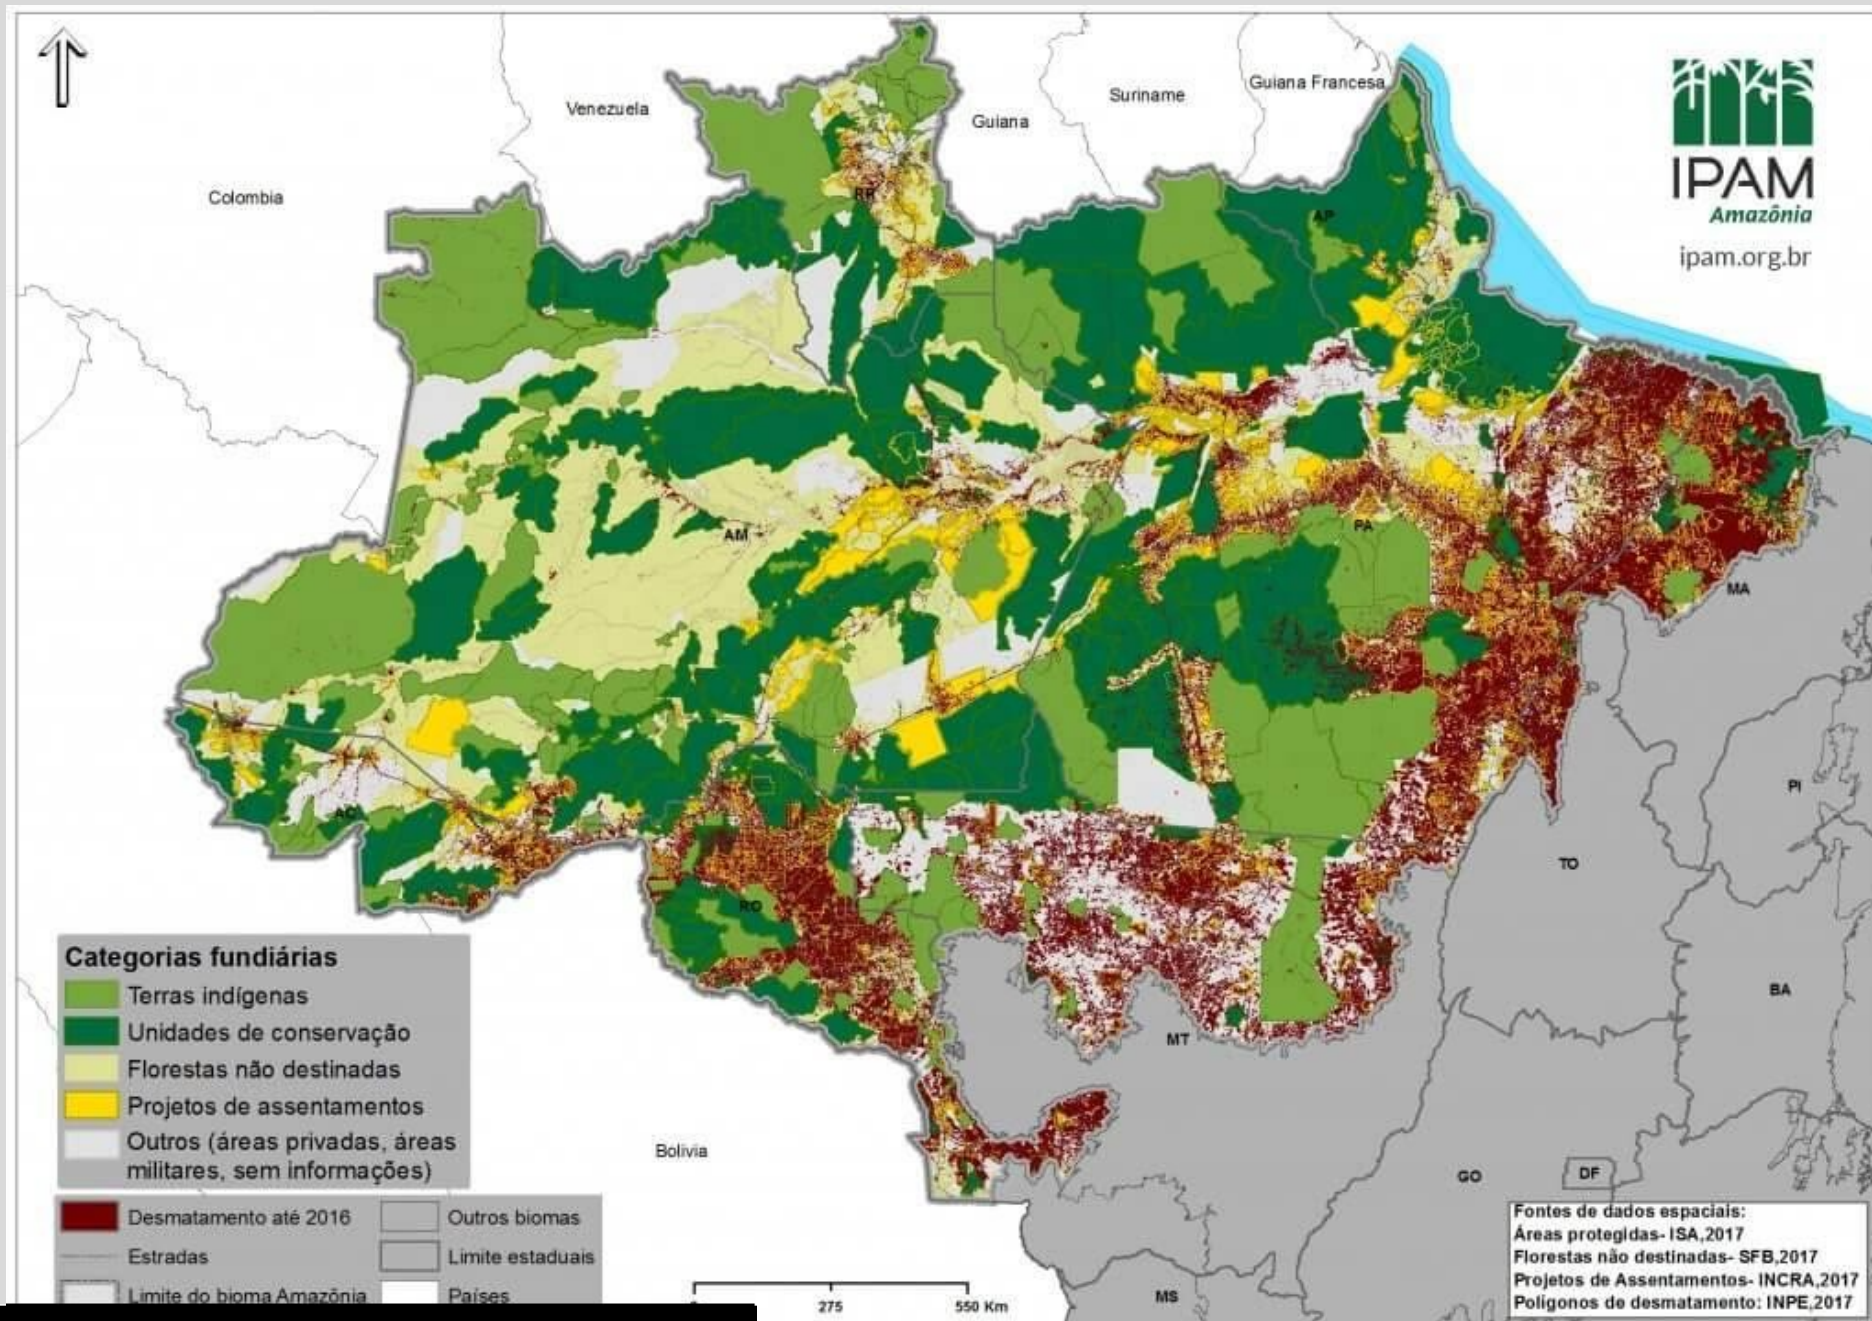 Venezuela
Guiana
Suriname
Guiana Francesa
Colombia
IPAM
Amazônia
ipam.org.br
RR
AP
AM
PA
MA
AC
RO
MT
TO
PI
BA
GO
DF
MS
Bolivia
Categorias fundiárias
Terras indígenas
Unidades de conservação
Florestas não destinadas
Projetos de assentamentos
Outros (áreas privadas, áreas
militares, sem informações)
Desmatamento até 2016
Outros biomas
Estradas
Limite estaduais
Limite do bioma Amazônia
Países
275
550 Km
Fontes de dados espaciais:
Áreas protegidas- ISA,2017
Florestas não destinadas- SFB,2017
Projetos de Assentamentos- INCRA,2017
Polígonos de desmatamento: INPE,2017